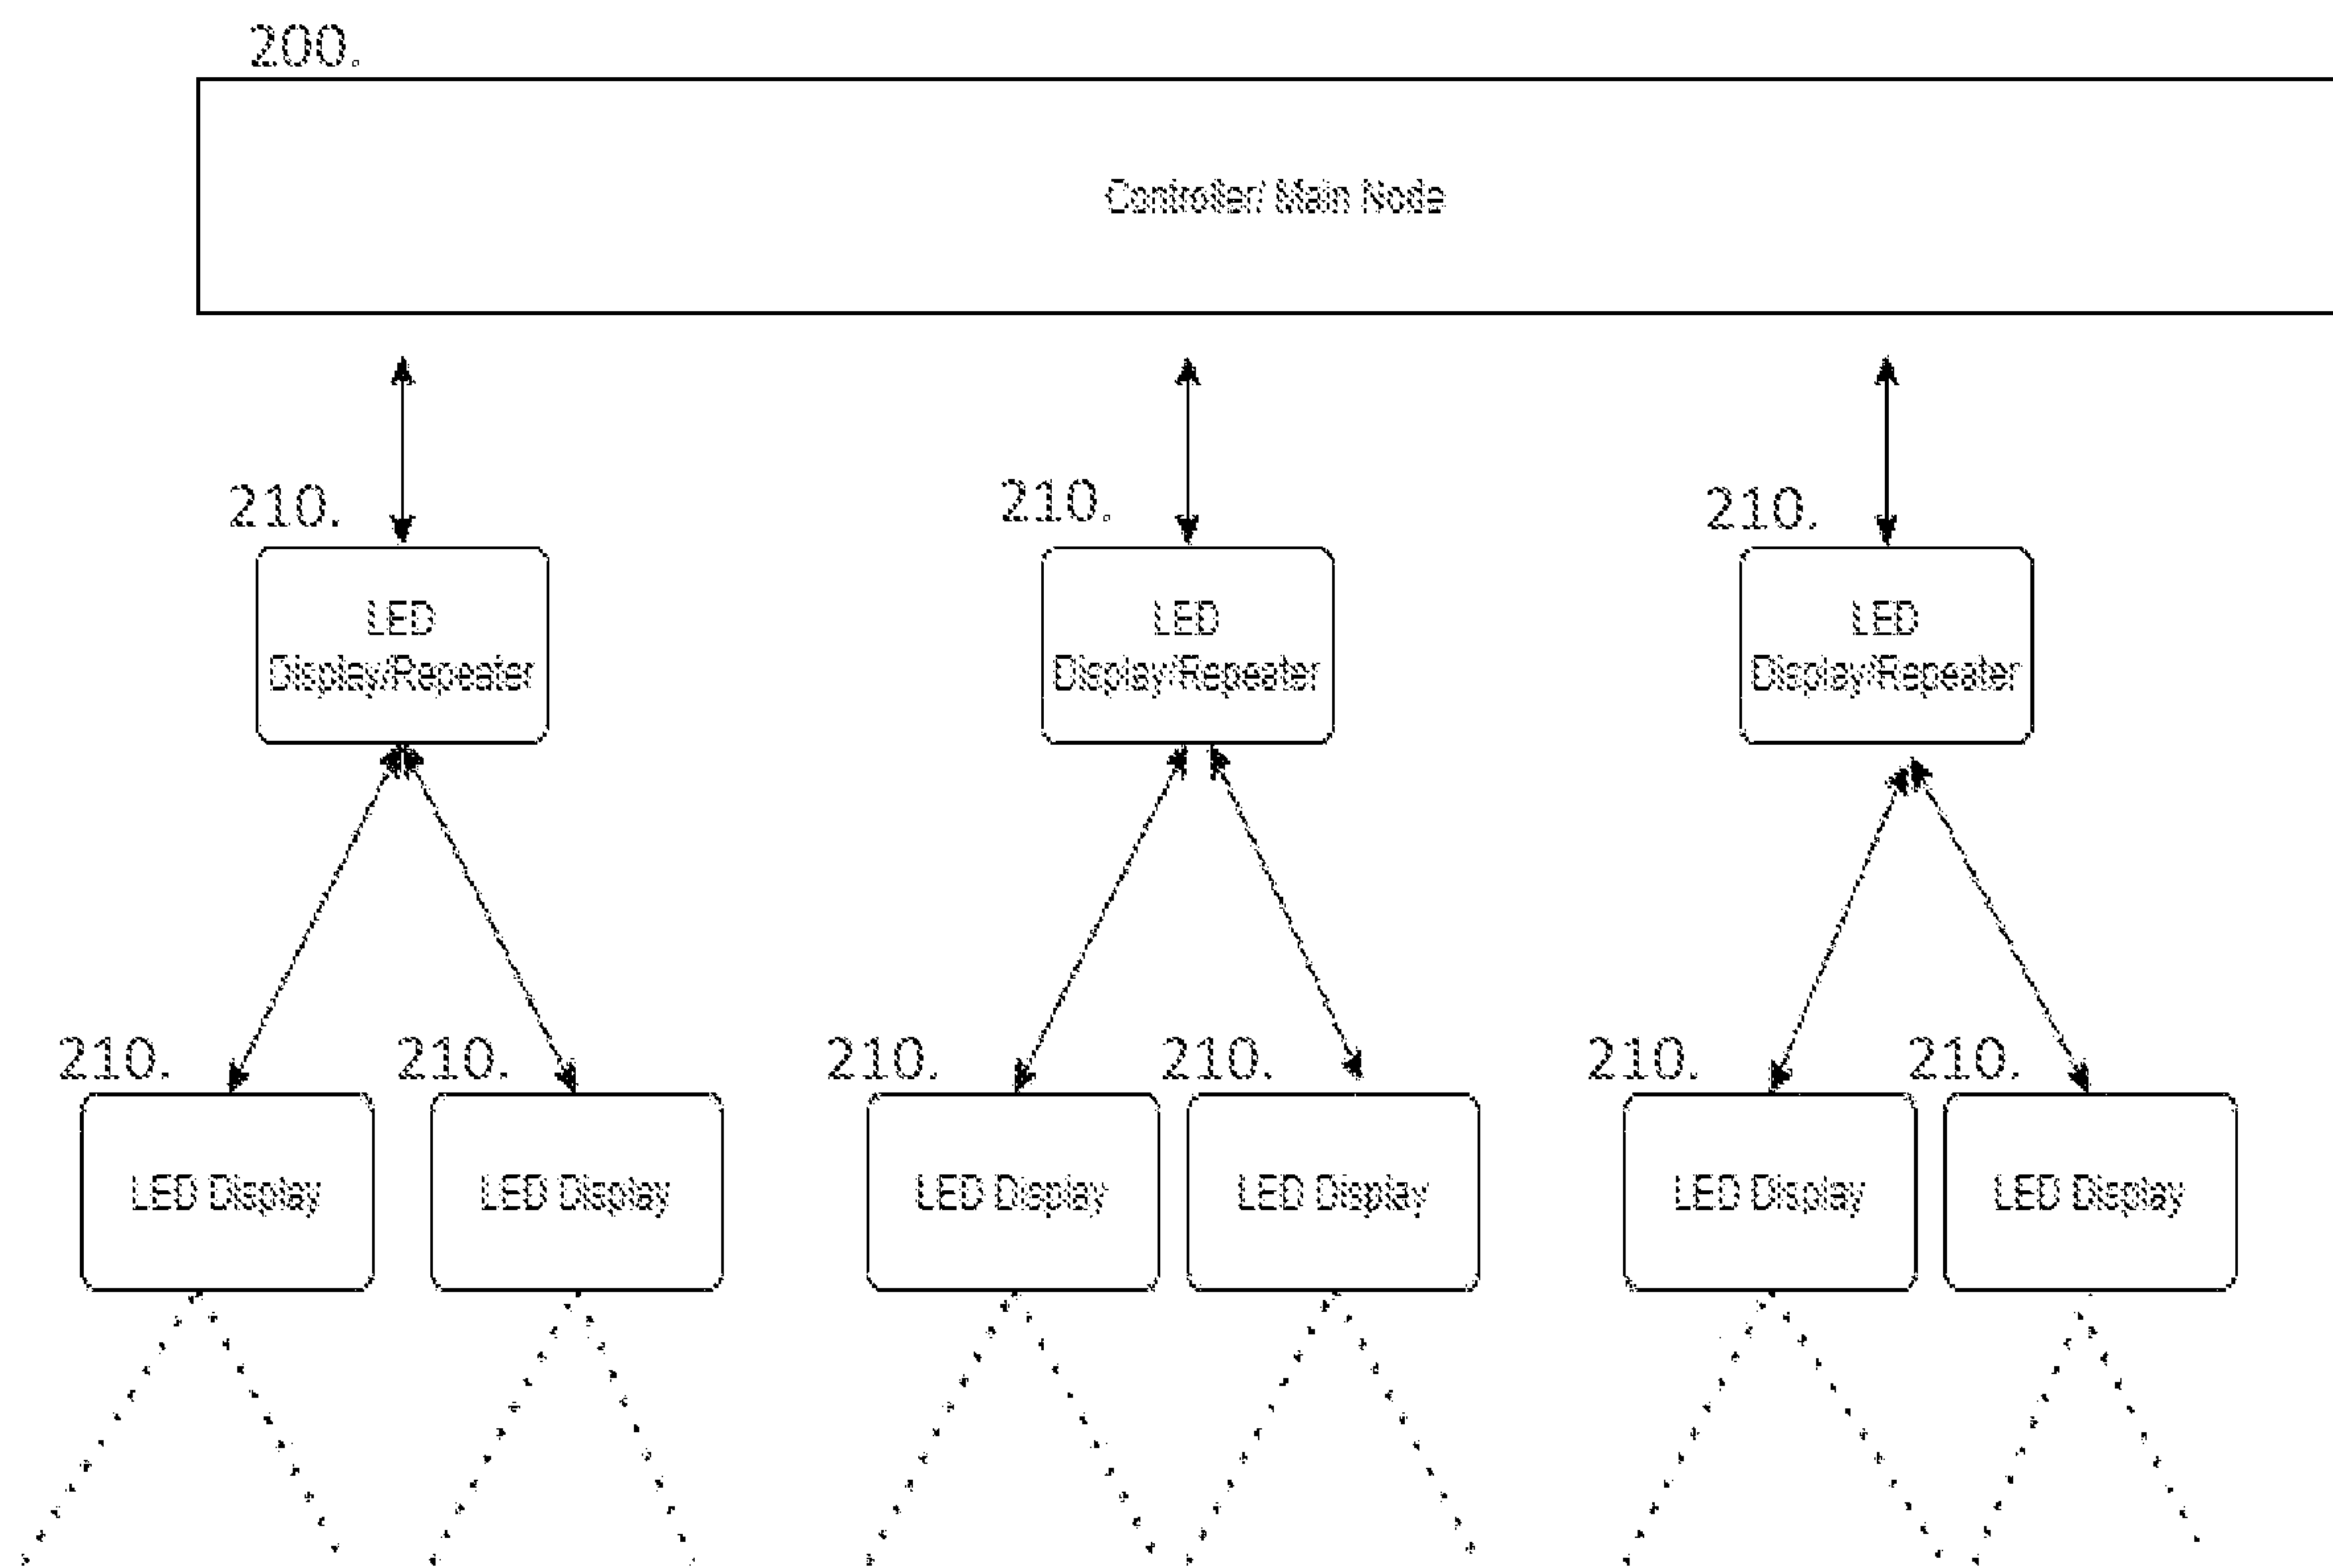 200.
Controller/ Main Node
210.
210.
210.
LED
Display/Repeater
LED
Display/Repeater
LED
Display/Repeater
210.
210.
210.
210.
210.
210.
LED Display
LED Display
LED Display
LED Display
LED Display
LED Display